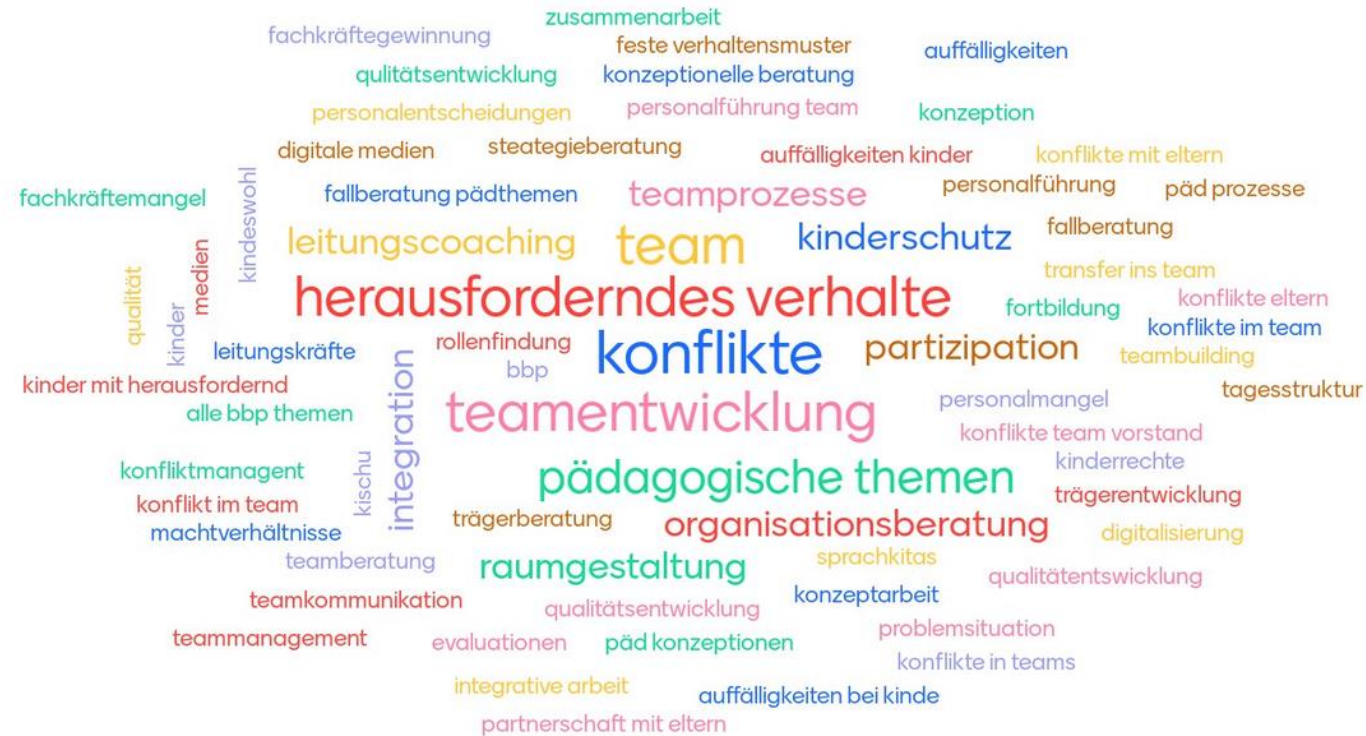 zusammenarbeit
fachkräftegewinnung
feste verhaltensmuster
auffälligkeiten
qulitätsentwicklung
konzeptionelle beratung
personalentscheidungen
personalführung team
konzeption
digitale medien
steategieberatung
auffälligkeiten kinder
konflikte mit eltern
fachkräftemangel
kindeswohl
fallberatung pädthemen
teamprozesse
personalführung
päd prozesse
leitungscoaching
team
kinderschutz
fallberatung
qualität
kinder
medien
herausforderndes verhalte
transfer ins team
fortbildung
konflikte eltern
konflikte im team
leitungskräfte
rollenfindung
bbp
konflikte
partizipation
teambuilding
kinder mit herausfordernd
tagesstruktur
alle bbp themen
integration
teamentwicklung
personalmangel
konflikte team vorstand
konfliktmanagent
kischu
pädagogische themen
kinderrechte
trägerentwicklung
konflikt im team
machtverhältnisse
trägerberatung
organisationsberatung
digitalisierung
teamberatung
raumgestaltung
sprachkitas
qualitätentswicklung
teamkommunikation
qualitätsentwicklung
konzeptarbeit
teammanagement
evaluationen
päd konzeptionen
problemsituation
konflikte in teams
integrative arbeit
auffälligkeiten bei kinde
partnerschaft mit eltern